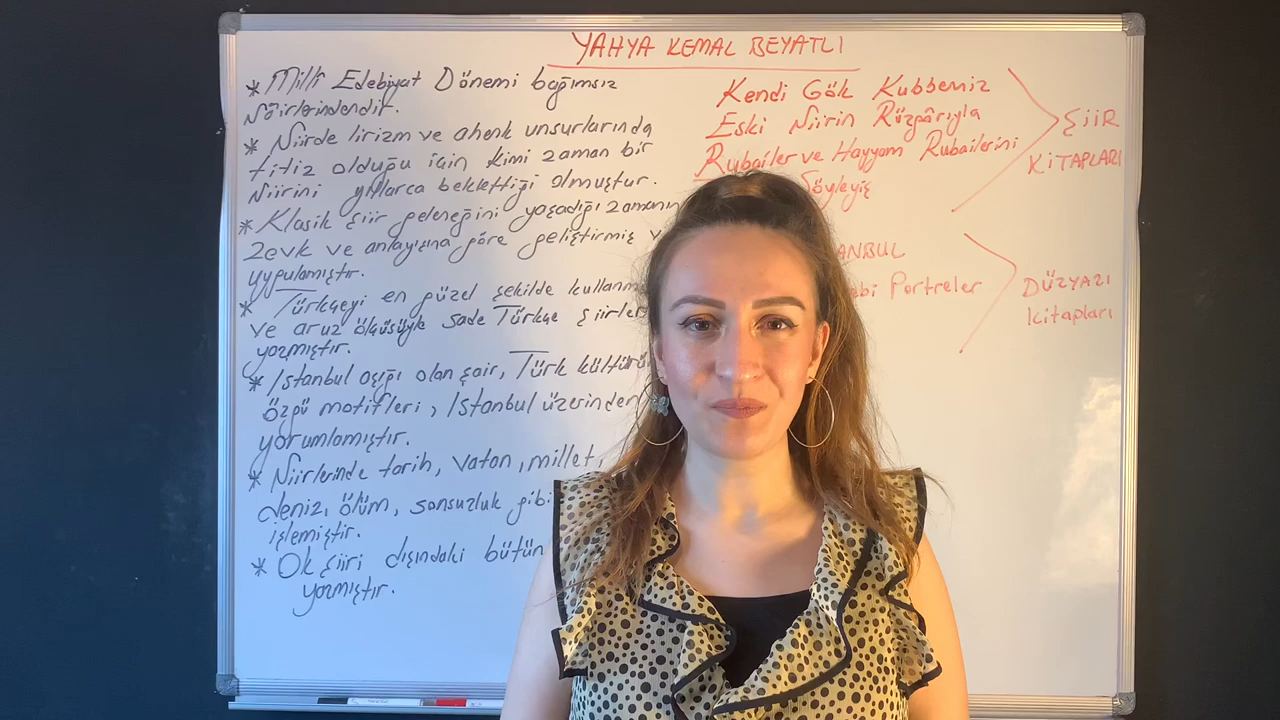 YAHYA KEMAL BEYATLI
* Milli Edebiyat Dönemi bağımsız
şairlerindendir.
* Şiirde lirizm ve ahenk unsurlarında
titiz olduğu için kimi zaman bir
şiirini yıllarca beklettiği olmuştur.
* Klasik şiir geleneğini yaşadığı zamanın
zevk ve anlayışına göre geliştirmiş v
uygulamıştır.
* Türkçeyi en güzel şekilde kullanm
ve aruz ölçüsüyle sade Türkçe şiirler
yazmıştır.
* İstanbul aşığı olan şair, Türk kültürü
özgü motifleri, İstanbul üzerinden
yorumlamıştır.
* Şiirlerinde tarih, vatan, millet,
deniz, ölüm, sonsuzluk gibi
işlemiştir.
* Ok şiiri dışındaki bütün
yazmıştır.
Kendi Gök Kubbemiz
Eski Şiirin Rüzgârıyla
Rubailer ve Hayyam Rubailerini
Söyleyiş
ŞİİR
KİTAPLARI
ANBUL
ebi Portreler
DÜZYAZI
kitapları